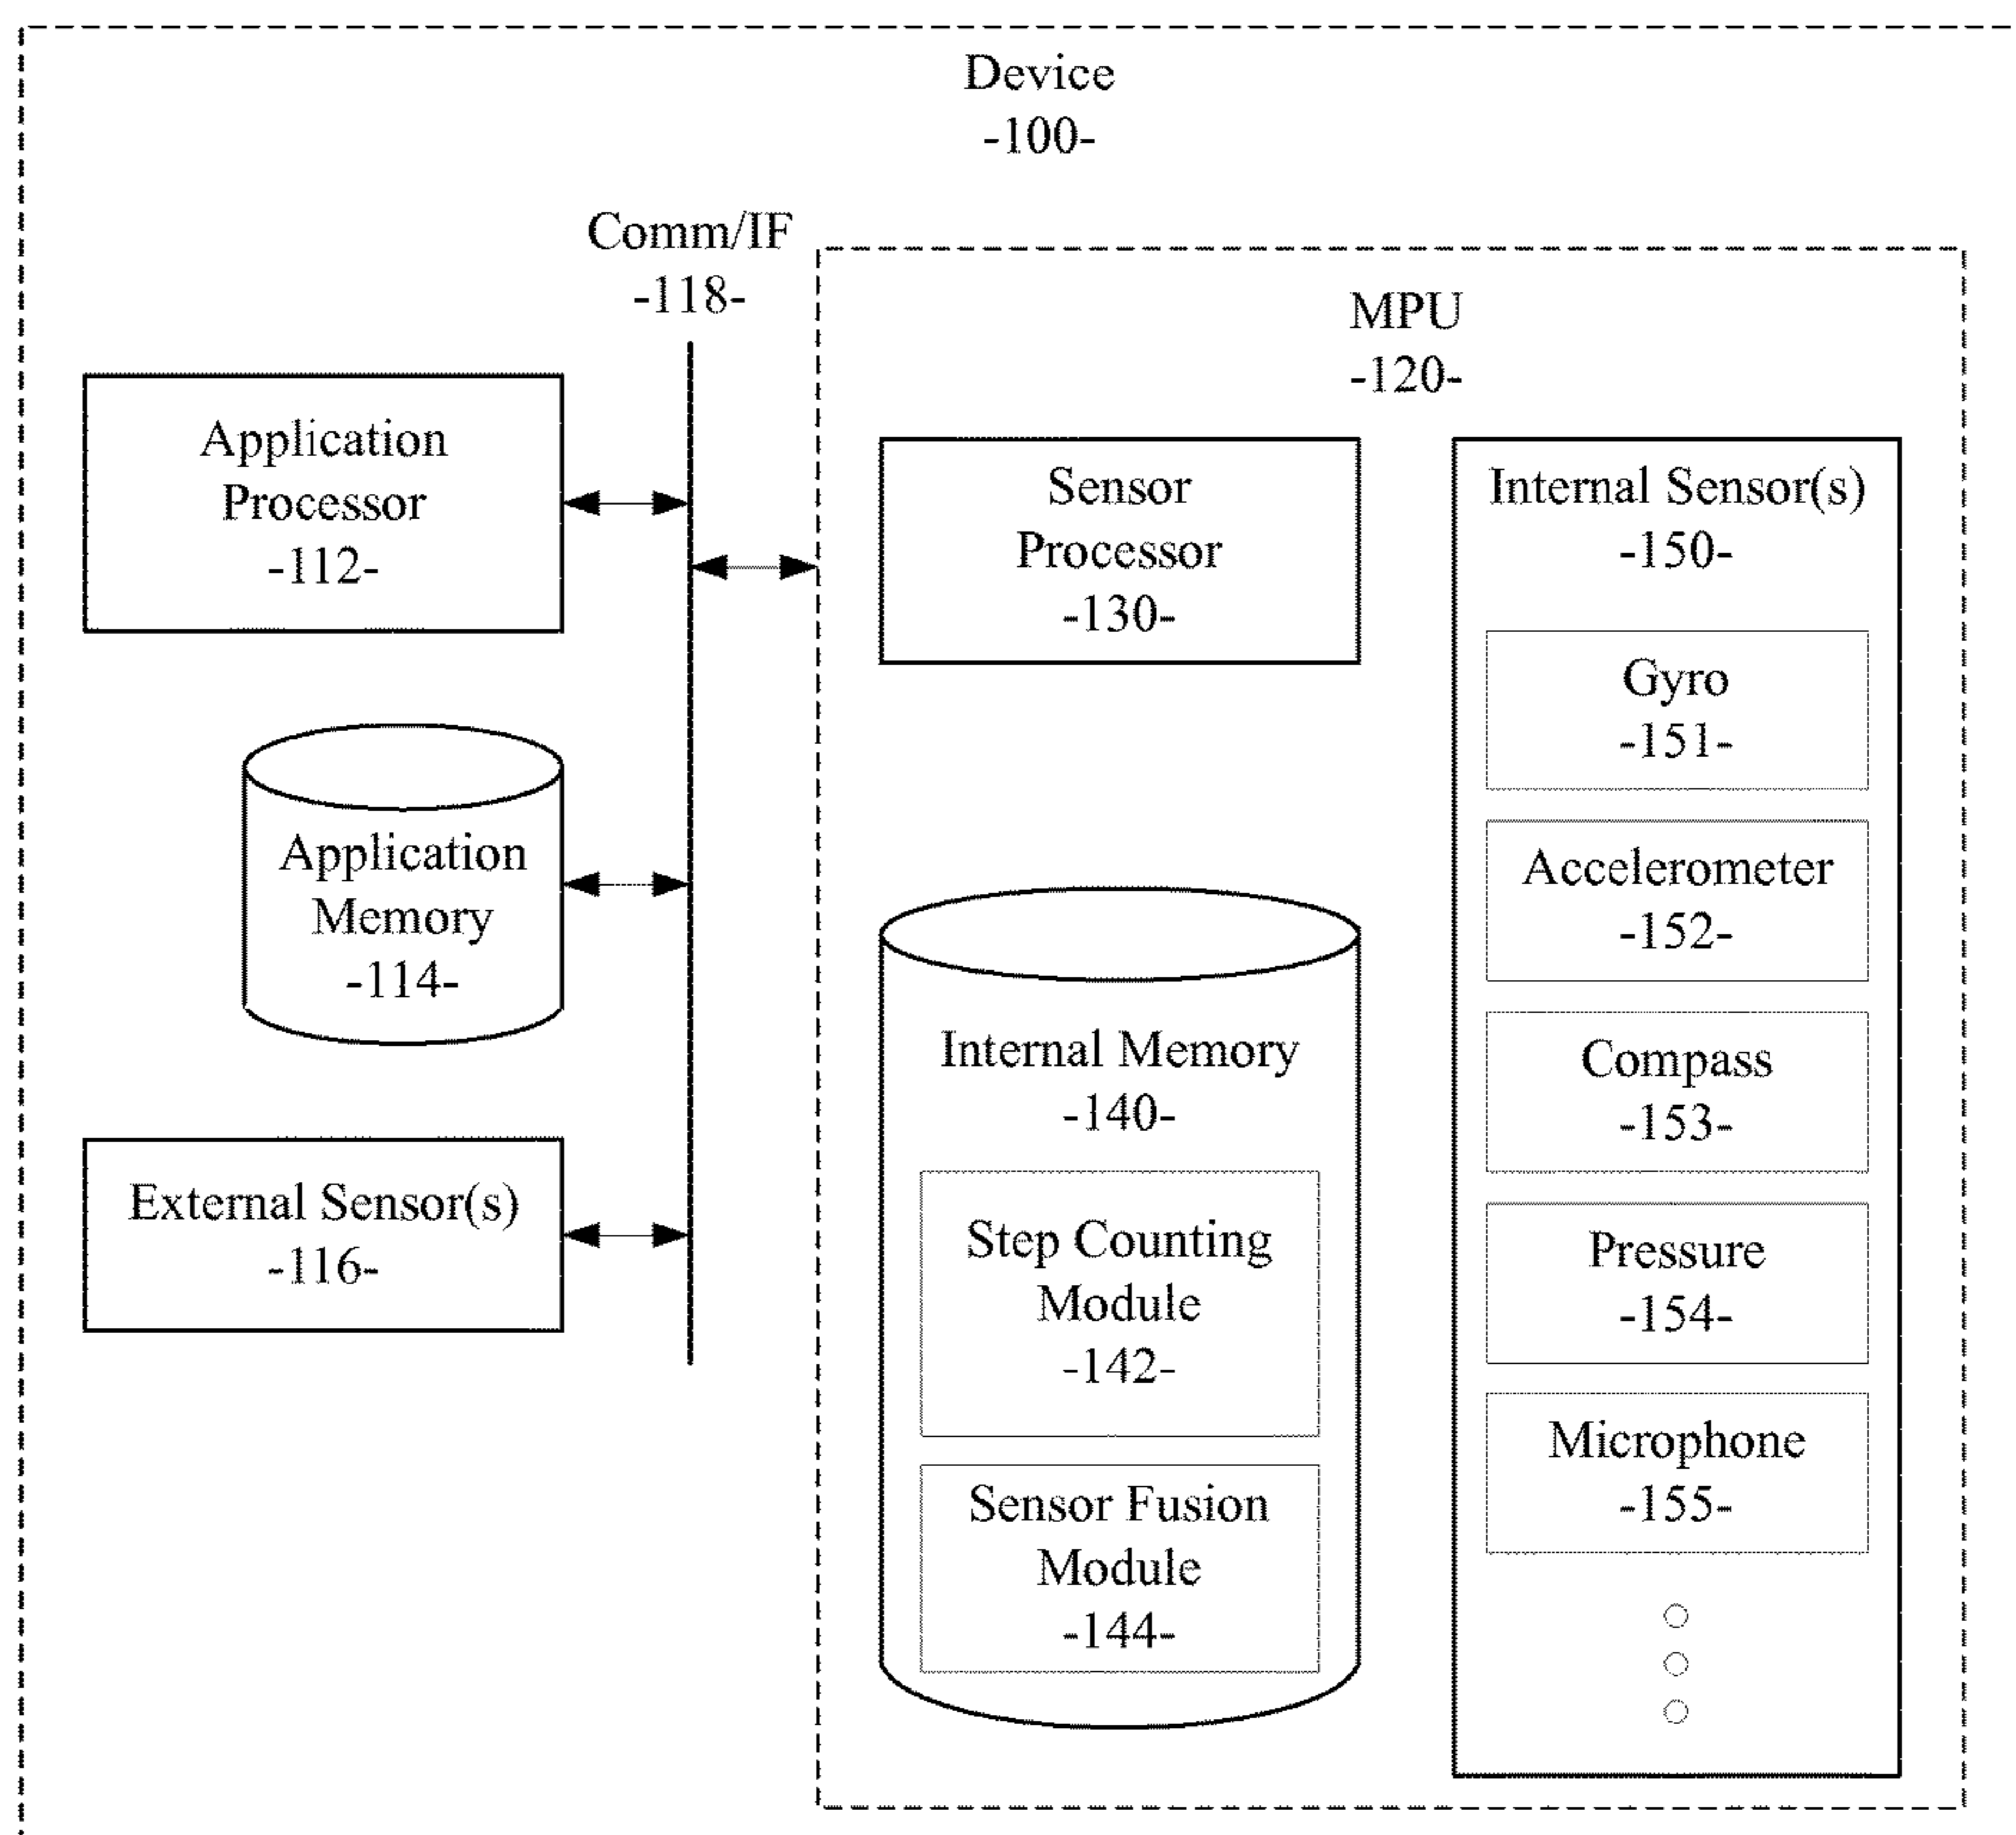 Device
-100-
Comm/IF
-118-
Application
Processor
-112-
Application
Memory
-114-
External Sensor(s)
-116-
MPU
-120-
Sensor
Processor
-130-
Internal Memory
-140-
Step Counting
Module
-142-
Sensor Fusion
Module
-144-
Internal Sensor(s)
-150-
Gyro
-151-
Accelerometer
-152-
Compass
-153-
Pressure
-154-
Microphone
-155-